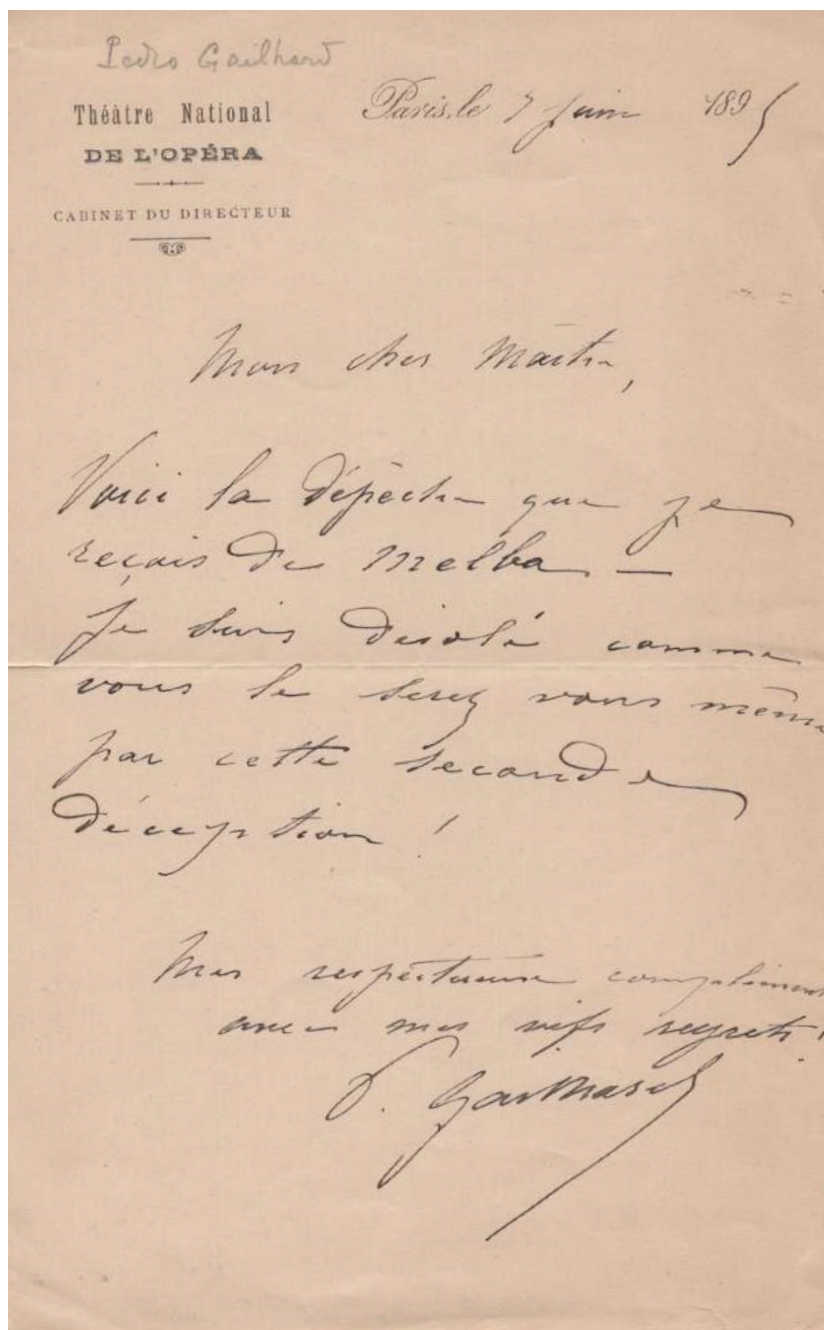 Pedro Gailhard
Théâtre National
DE L'OPÉRA
CABINET DU DIRECTEUR
Paris, le 7 Juin 1895
Mon cher Maître,
Voici la dépêche que je
reçois de Melba —
je suis désolé comme
vous le serez vous même
par cette seconde
déception !
Mes respectueux compliments
avec mes vifs regrets !
P. Gailhard